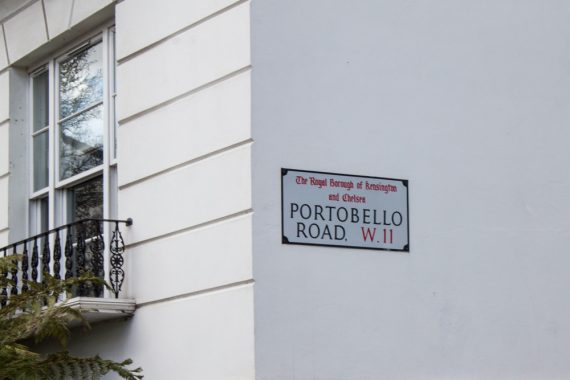 The Royal Borough of Kensington
and Chelsea
PORTOBELLO
ROAD, W.11